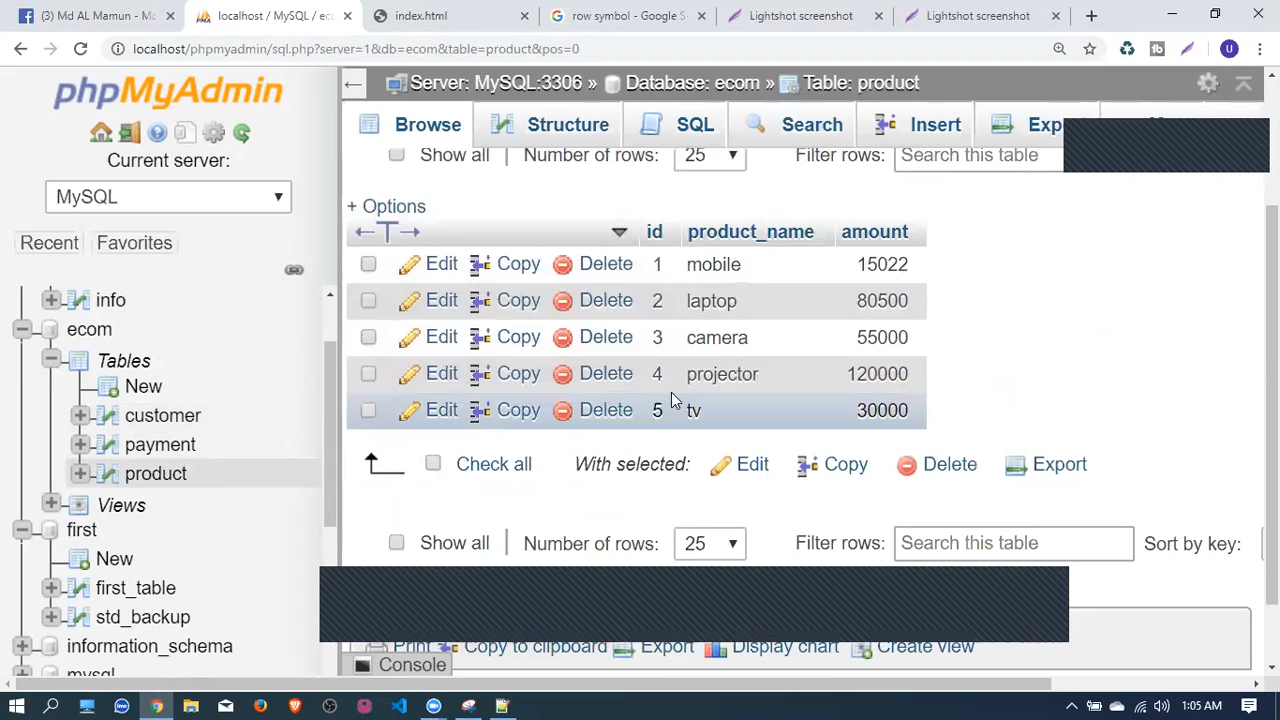 Md AL Mamun - Mo
localhost / MySQL / ec
index.html
row symbol - Google S
Lightshot screenshot
Lightshot screenshot
localhost/phpmyadmin/sql.php?server=1&db=ecom&table=product&pos=0
U
phpMyAdmin
Current server:
MySQL
Recent Favorites
info
ecom
Tables
New
customer
payment
product
Views
first
New
first_table
std_backup
information_schema
mysql
Server: MySQL:3306 » Database: ecom » Table: product
Browse Structure SQL Search Insert Exp
Show all Number of rows: 25 Filter rows: Search this table
+ Options
←T→ id product_name amount
Edit Copy Delete 1 mobile 15022
Edit Copy Delete 2 laptop 80500
Edit Copy Delete 3 camera 55000
Edit Copy Delete 4 projector 120000
Edit Copy Delete 5 tv 30000
Check all With selected: Edit Copy Delete Export
Show all Number of rows: 25 Filter rows: Search this table Sort by key:
Print Copy to clipboard Export Display chart Create view
Console
1:05 AM